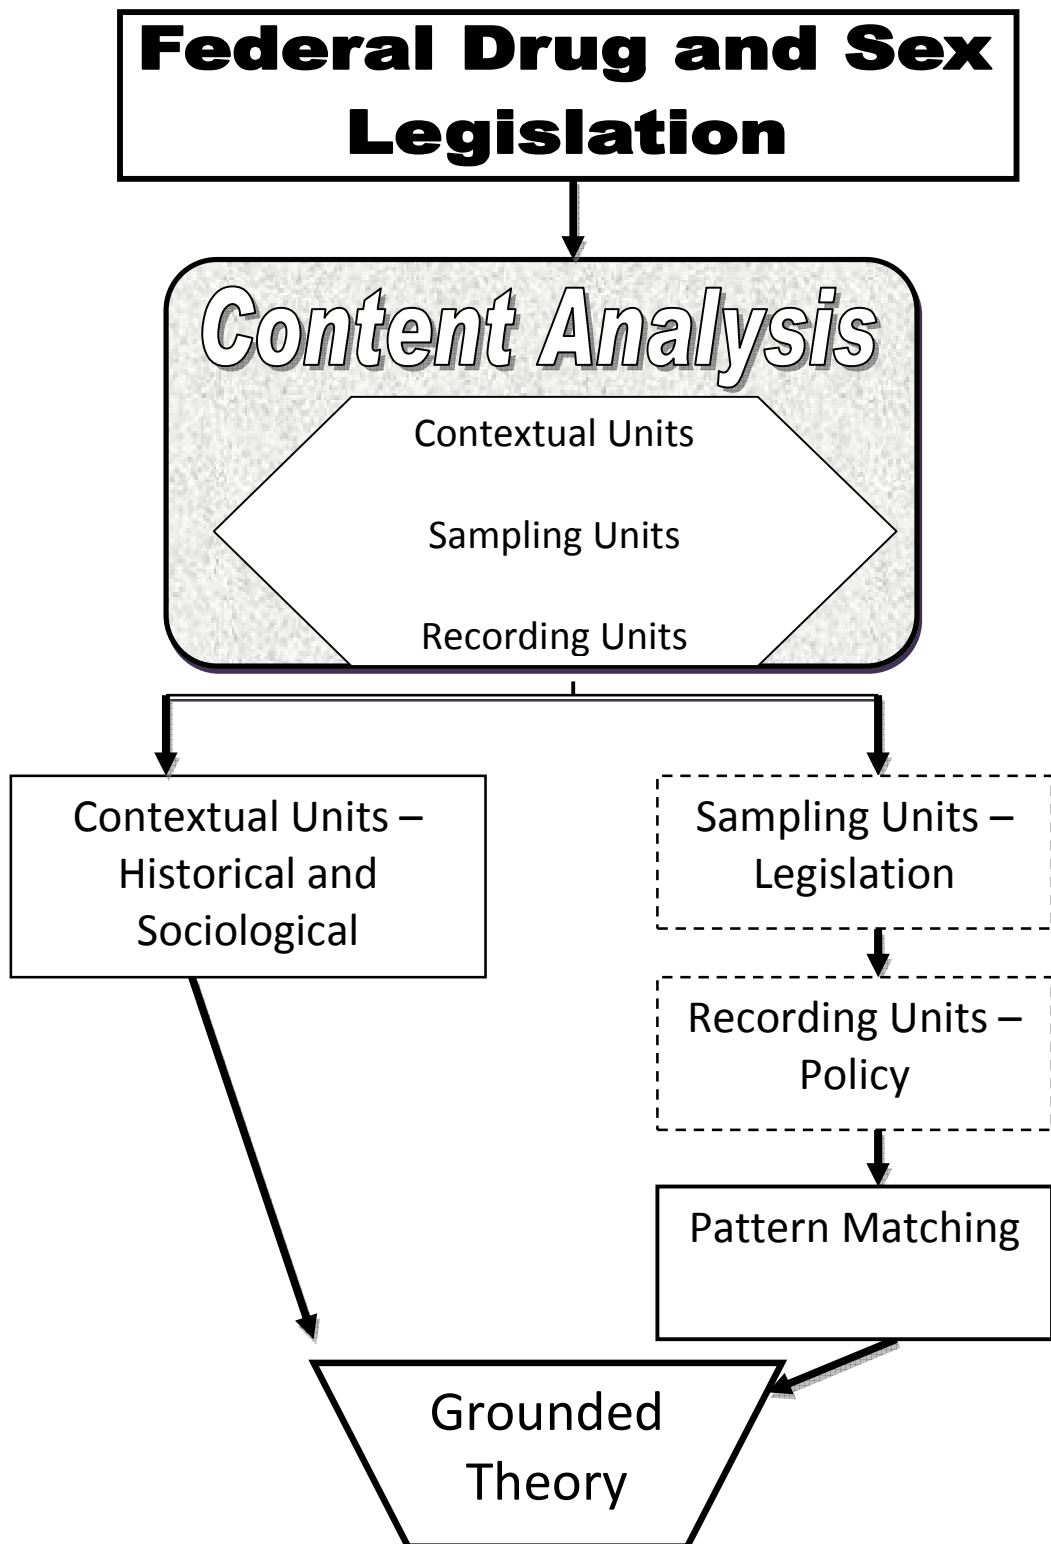 Federal Drug and Sex
Legislation
Content Analysis
Contextual Units
Sampling Units
Recording Units
Contextual Units –
Historical and
Sociological
Sampling Units –
Legislation
Recording Units –
Policy
Pattern Matching
Grounded
Theory